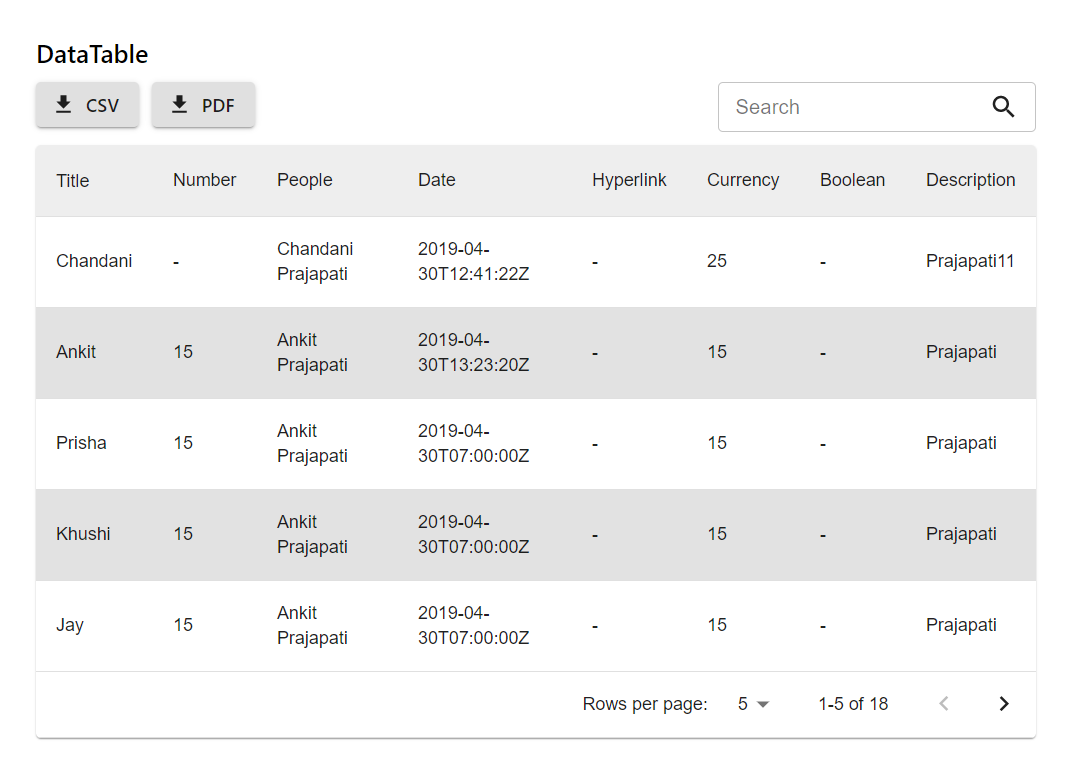 DataTable
CSV PDF Search
Title Number People Date Hyperlink Currency Boolean Description
Chandani - Chandani 2019-04- - 25 - Prajapati11
Prajapati 30T12:41:22Z
Ankit 15 Ankit 2019-04- - 15 - Prajapati
Prajapati 30T13:23:20Z
Prisha 15 Ankit 2019-04- - 15 - Prajapati
Prajapati 30T07:00:00Z
Khushi 15 Ankit 2019-04- - 15 - Prajapati
Prajapati 30T07:00:00Z
Jay 15 Ankit 2019-04- - 15 - Prajapati
Prajapati 30T07:00:00Z
Rows per page: 5 1-5 of 18